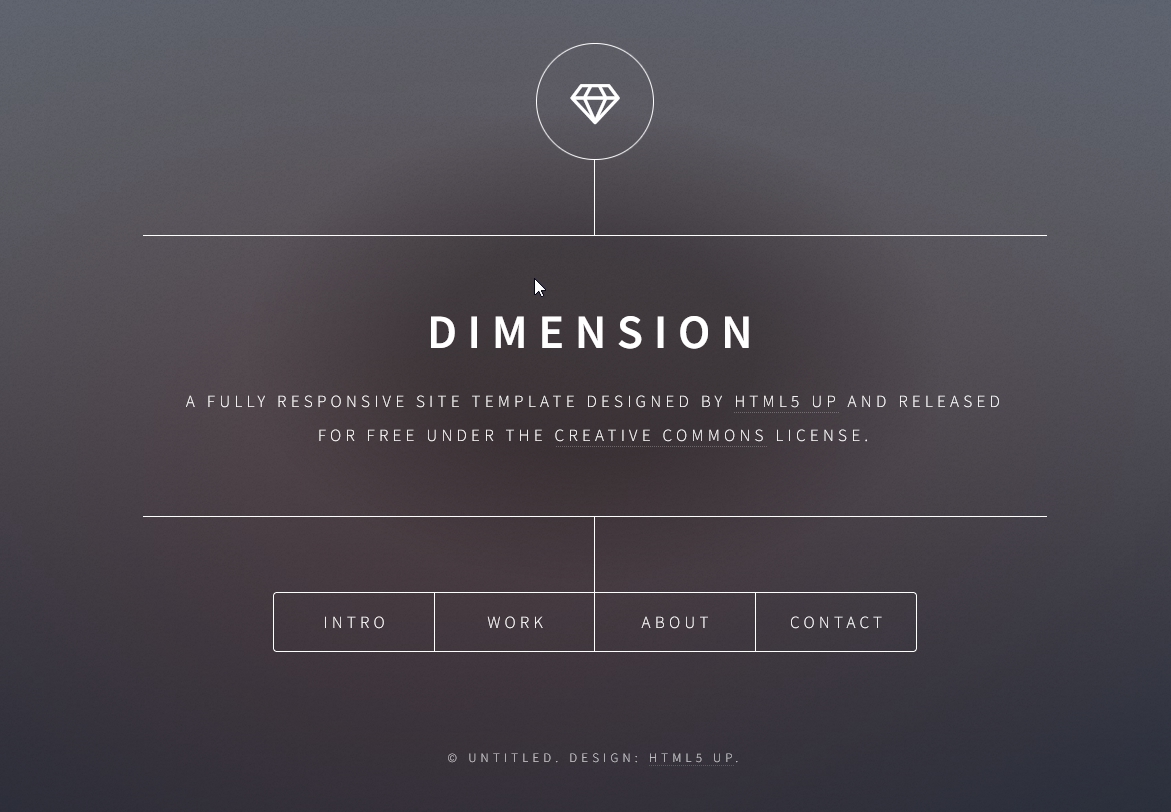 DIMENSION
A FULLY RESPONSIVE SITE TEMPLATE DESIGNED BY HTML5 UP AND RELEASED
FOR FREE UNDER THE CREATIVE COMMONS LICENSE.
INTRO WORK ABOUT CONTACT
© UNTITLED. DESIGN: HTML5 UP.